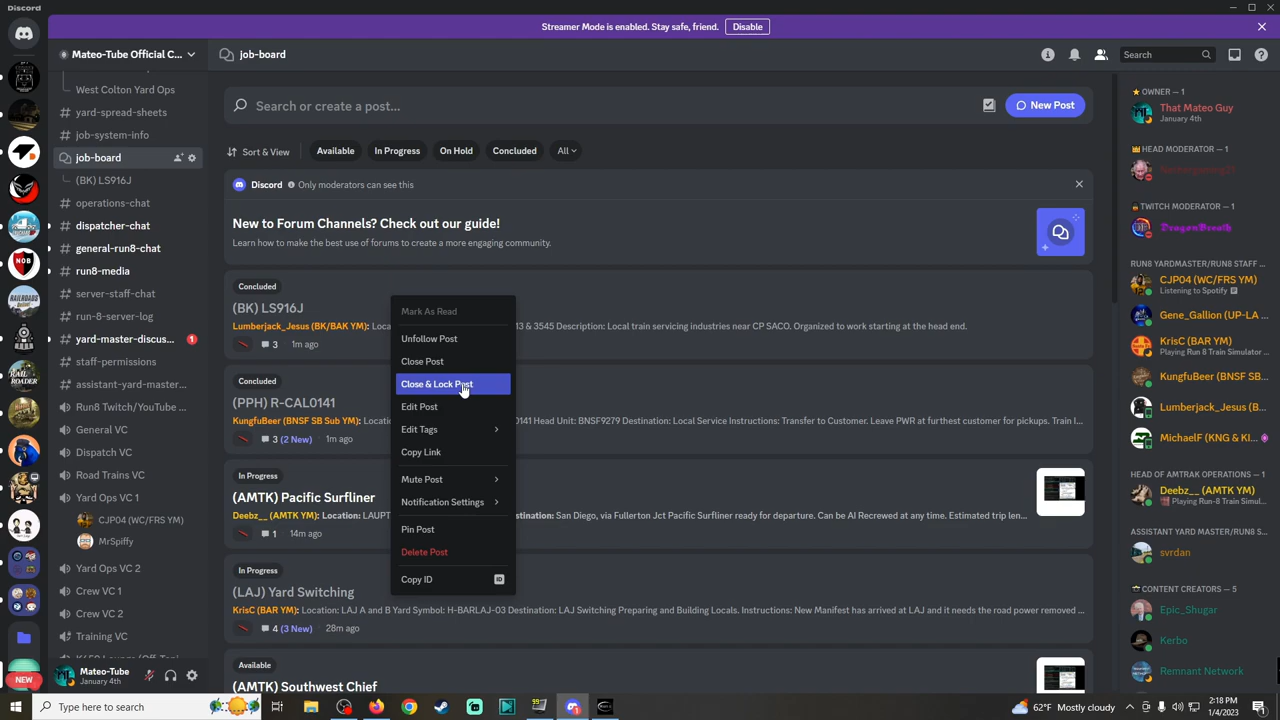 Discord
Streamer Mode is enabled. Stay safe, friend.
Disable
Mateo-Tube Official C...
West Colton Yard Ops
yard-spread-sheets
job-system-info
job-board
(BK) LS916J
operations-chat
dispatcher-chat
general-run8-chat
run8-media
server-staff-chat
run-8-server-log
yard-master-discus...
1
staff-permissions
assistant-yard-master...
Run8 Twitch/YouTube ...
General VC
Dispatch VC
Road Trains VC
Yard Ops VC 1
CJP04 (WC/FRS YM)
MrSpiffy
Yard Ops VC 2
Crew VC 1
Crew VC 2
Training VC
NEW
Mateo-Tube
January 4th
job-board
Search
Search or create a post...
New Post
Sort & View
Available
In Progress
On Hold
Concluded
All
Discord
Only moderators can see this
New to Forum Channels? Check out our guide!
Learn how to make the best use of forums to create a more engaging community.
Concluded
(BK) LS916J
Lumberjack_Jesus (BK/BAK YM): Loca
13 & 3545 Description: Local train servicing industries near CP SACO. Organized to work starting at the head end.
3
1m ago
Concluded
(PPH) R-CAL0141
KungfuBeer (BNSF SB Sub YM): Locati
0141 Head Unit: BNSF9279 Destination: Local Service Instructions: Transfer to Customer. Leave PWR at furthest customer for pickups. Train I...
3 (2 New)
1m ago
In Progress
(AMTK) Pacific Surfliner
Deebz__ (AMTK YM): Location: LAUPT
stination: San Diego, via Fullerton Jct Pacific Surfliner ready for departure. Can be AI Recrewed at any time. Estimated trip len...
1
14m ago
In Progress
(LAJ) Yard Switching
KrisC (BAR YM): Location: LAJ A and B Yard Symbol: H-BARLAJ-03 Destination: LAJ Switching Preparing and Building Locals. Instructions: New Manifest has arrived at LAJ and it needs the road power removed ...
4 (3 New)
28m ago
Available
(AMTK) Southwest Chief
Mark As Read
Unfollow Post
Close Post
Close & Lock Post
Edit Post
Edit Tags
Copy Link
Mute Post
Notification Settings
Pin Post
Delete Post
Copy ID
ID
OWNER — 1
That Mateo Guy
January 4th
HEAD MODERATOR — 1
TWITCH MODERATOR — 1
DragonBreath
RUN8 YARDMASTER/RUN8 STAFF ...
CJP04 (WC/FRS YM)
Listening to Spotify
Gene_Gallion (UP-LA ...
KrisC (BAR YM)
Playing Run 8 Train Simulator ...
KungfuBeer (BNSF SB...
Lumberjack_Jesus (B...
MichaelF (KNG & KI...
HEAD OF AMTRAK OPERATIONS — 1
Deebz__ (AMTK YM)
Playing Run-8 Train Simul...
ASSISTANT YARD MASTER — 1
svrdan
CONTENT CREATORS — 5
Epic_Shugar
Kerbo
Remnant Network
Type here to search
62°F Mostly cloudy
2:18 PM
1/4/2023